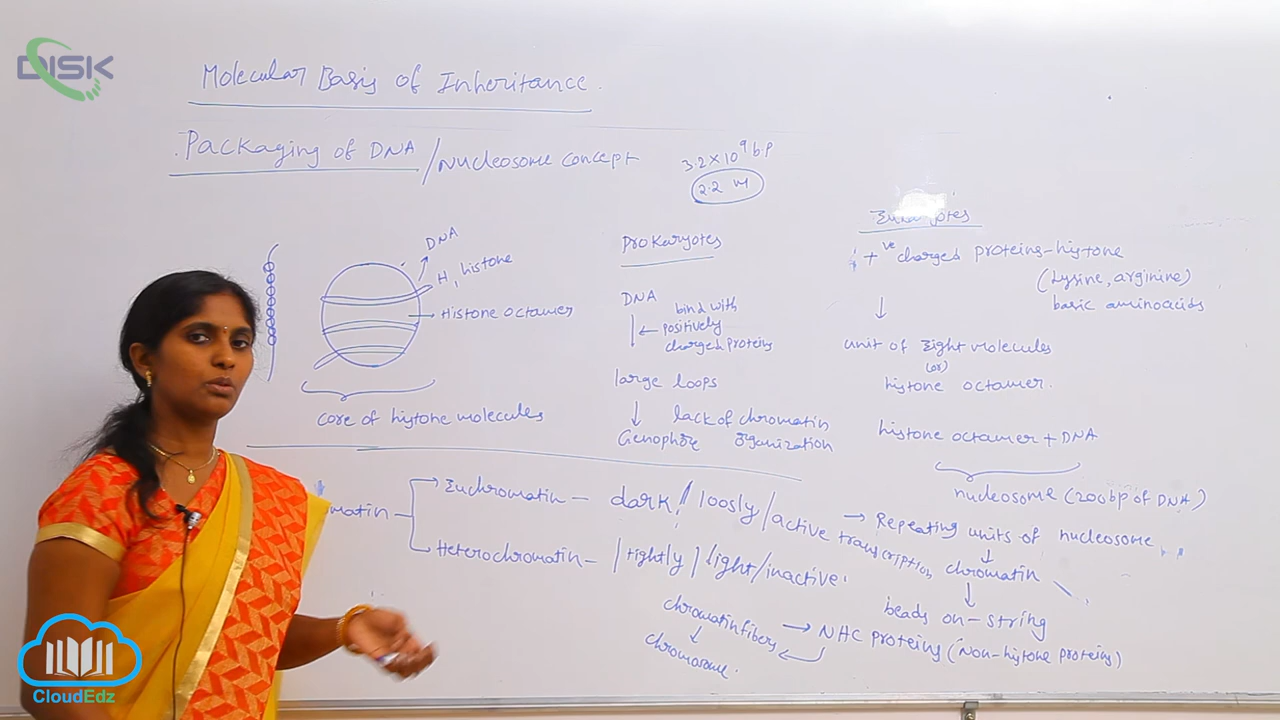 DISK
Molecular Basis of Inheritance.
Packaging of DNA / Nucleosome concept
3.2 × 10⁹ b.p
2.2 M
DNA
H₁ histone
Histone octamer
core of histone molecules
Prokaryotes
DNA
bind with
positively
charged proteins
large loops
lack of chromatin
Genophore organization
Eukaryotes
+ve charged proteins - histone
(Lysine, arginine)
basic aminoacids
unit of Eight molecules
(or)
histone octamer.
histone octamer + DNA
nucleosome (200bp of DNA)
matin
Euchromatin - dark / loosly / active transcription
Heterochromatin - / tightly / light / inactive.
Repeating units of nucleosome
chromatin
beads on-string
NHC proteins (Non-histone proteins)
chromatin fibers
chromosome.
CloudEdz